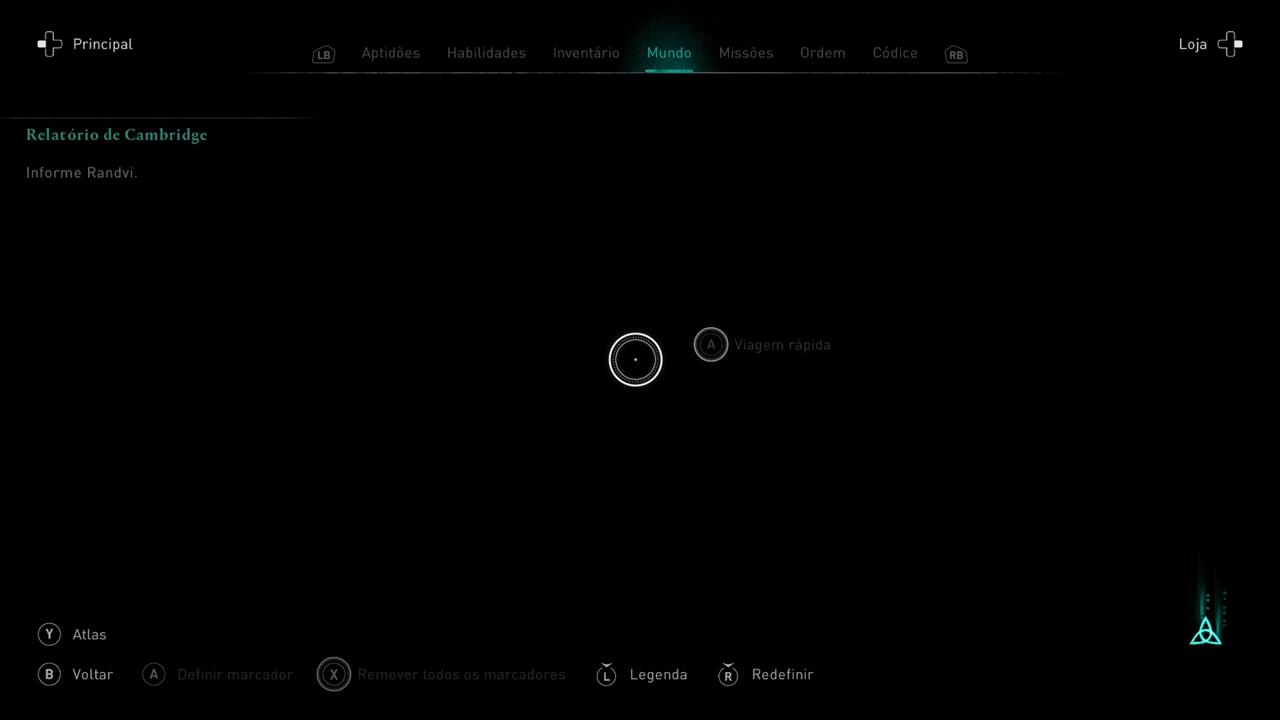 Principal
LB Aptidões Habilidades Inventário Mundo Missões Ordem Códice RB
Loja
Relatório de Cambridge
Informe Randvi.
A Viagem rápida
Y Atlas
B Voltar A Definir marcador X Remover todos os marcadores L Legenda R Redefinir